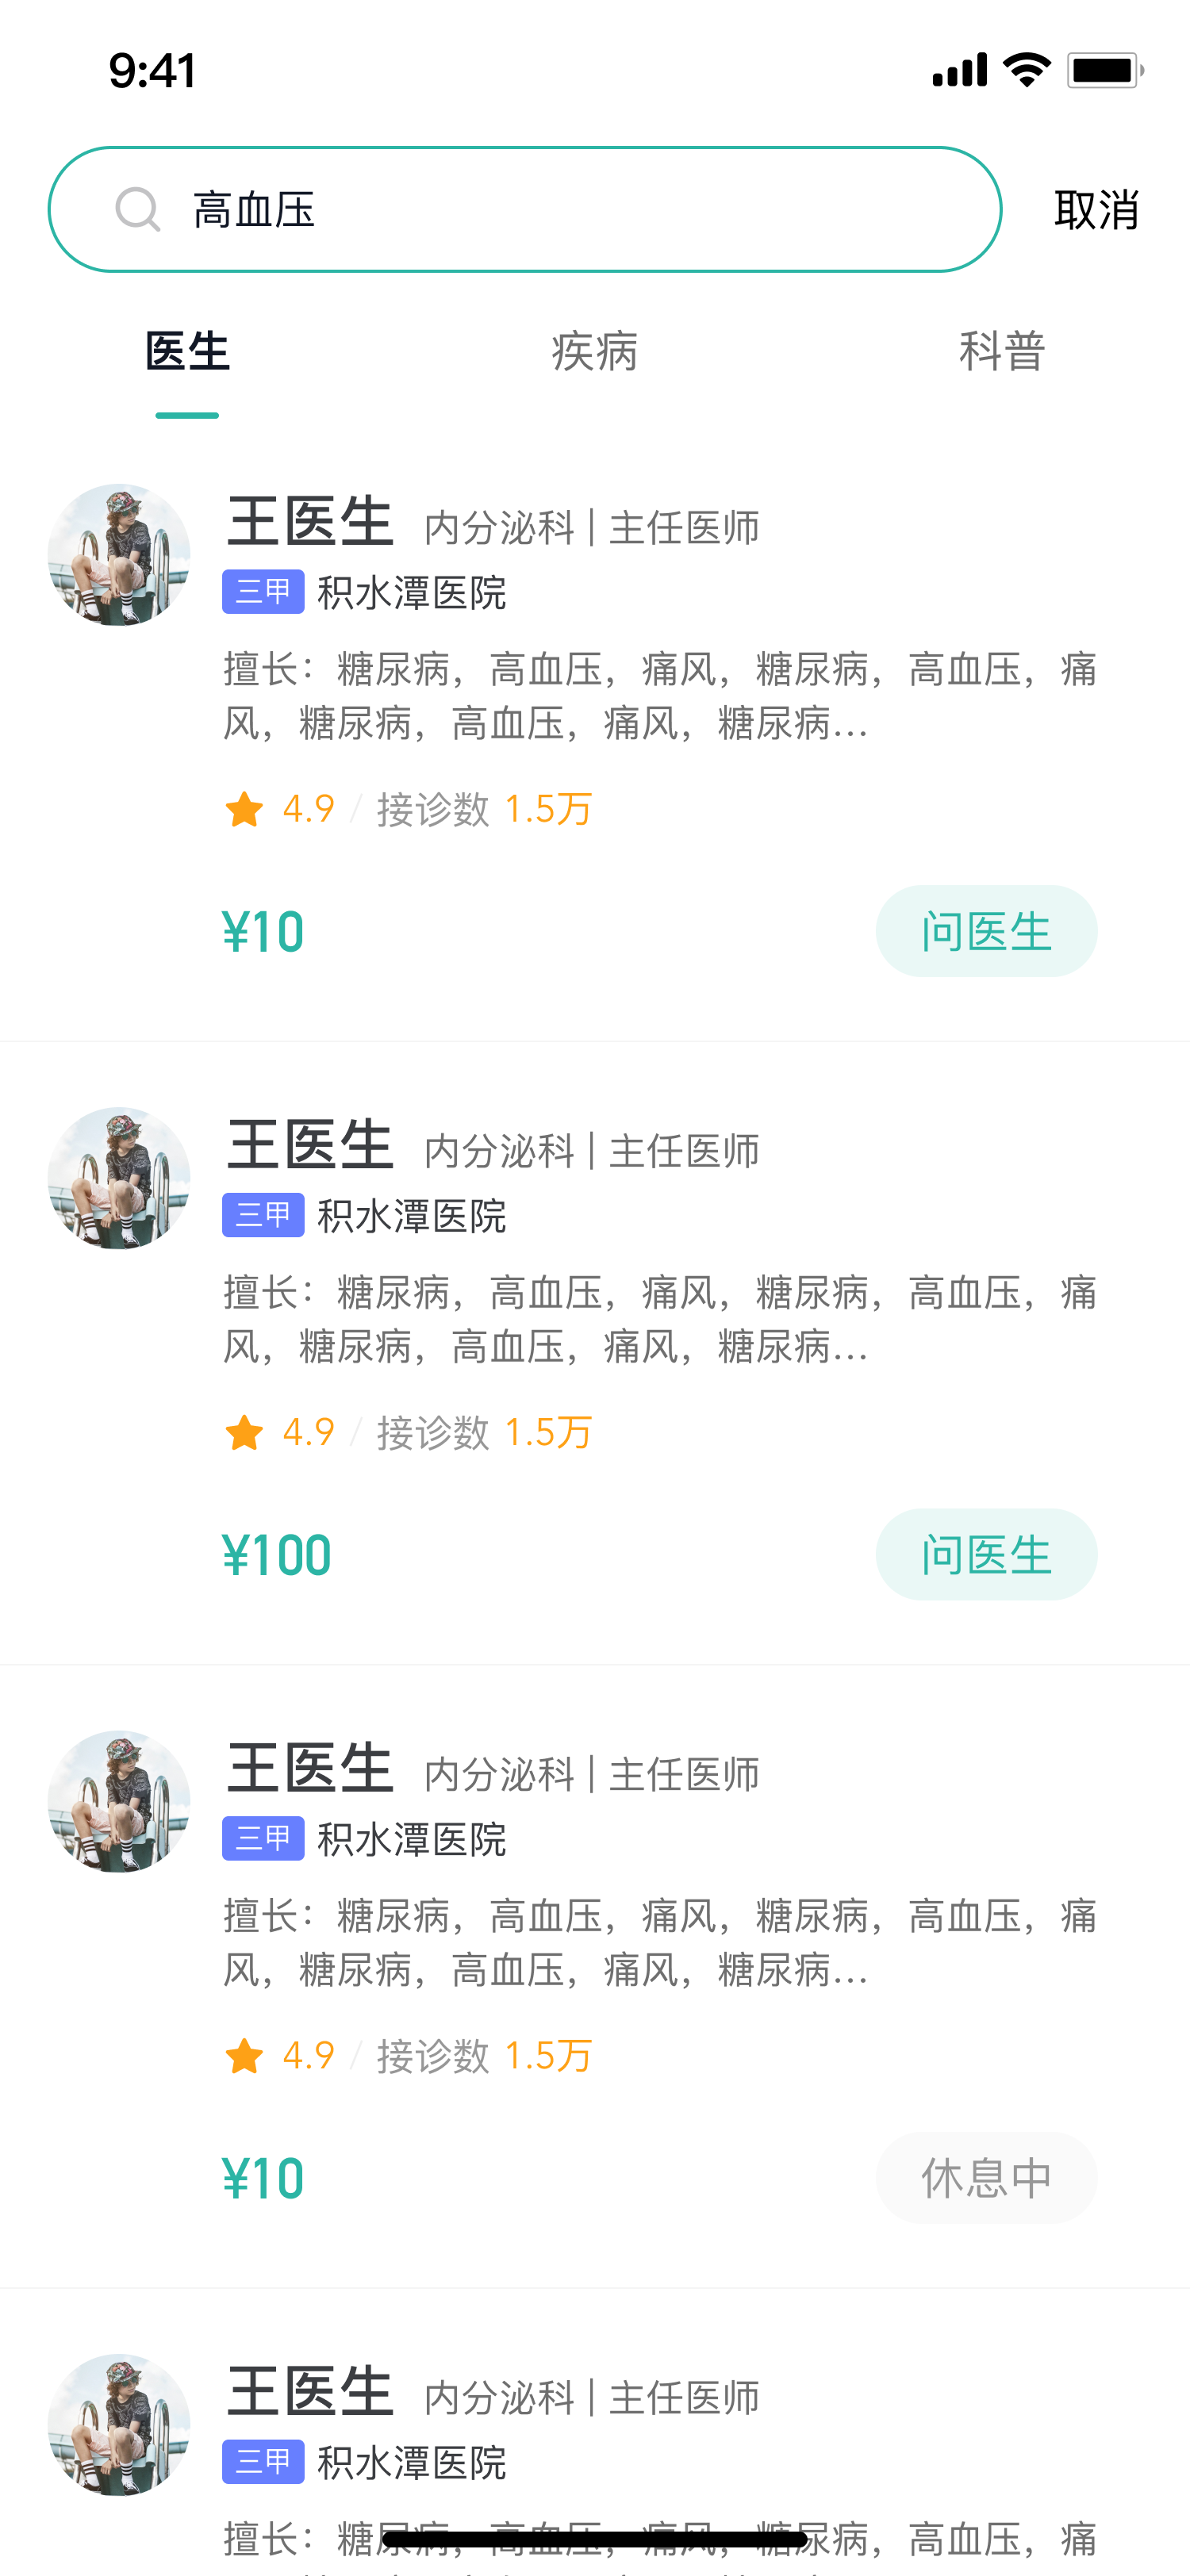 9:41
高血压
取消
医生 疾病 科普
王医生 内分泌科 | 主任医师
三甲 积水潭医院
擅长：糖尿病，高血压，痛风，糖尿病，高血压，痛
风，糖尿病，高血压，痛风，糖尿病...
4.9 / 接诊数 1.5万
¥10 问医生
王医生 内分泌科 | 主任医师
三甲 积水潭医院
擅长：糖尿病，高血压，痛风，糖尿病，高血压，痛
风，糖尿病，高血压，痛风，糖尿病...
4.9 / 接诊数 1.5万
¥100 问医生
王医生 内分泌科 | 主任医师
三甲 积水潭医院
擅长：糖尿病，高血压，痛风，糖尿病，高血压，痛
风，糖尿病，高血压，痛风，糖尿病...
4.9 / 接诊数 1.5万
¥10 休息中
王医生 内分泌科 | 主任医师
三甲 积水潭医院
擅长：糖尿病，高血压，痛风，糖尿病，高血压，痛